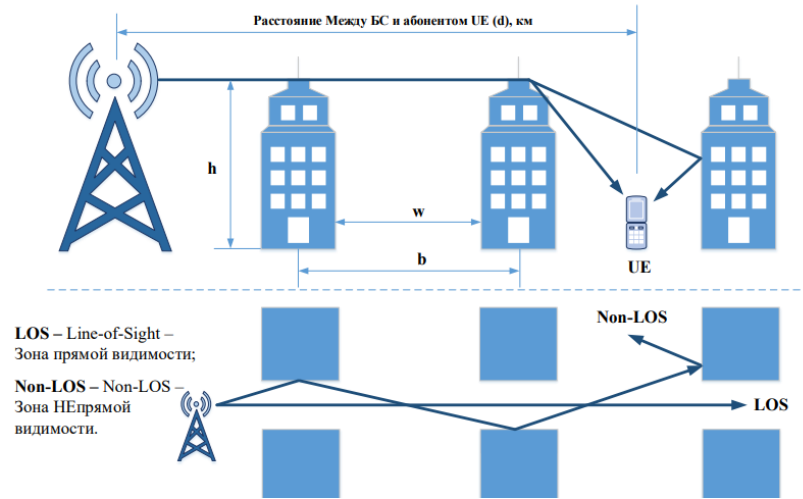 Расстояние Между БС и абонентом UE (d), км
h
w
b
UE
LOS – Line-of-Sight –
Зона прямой видимости;
Non-LOS – Non-LOS –
Зона НЕпрямой
видимости.
Non-LOS
LOS